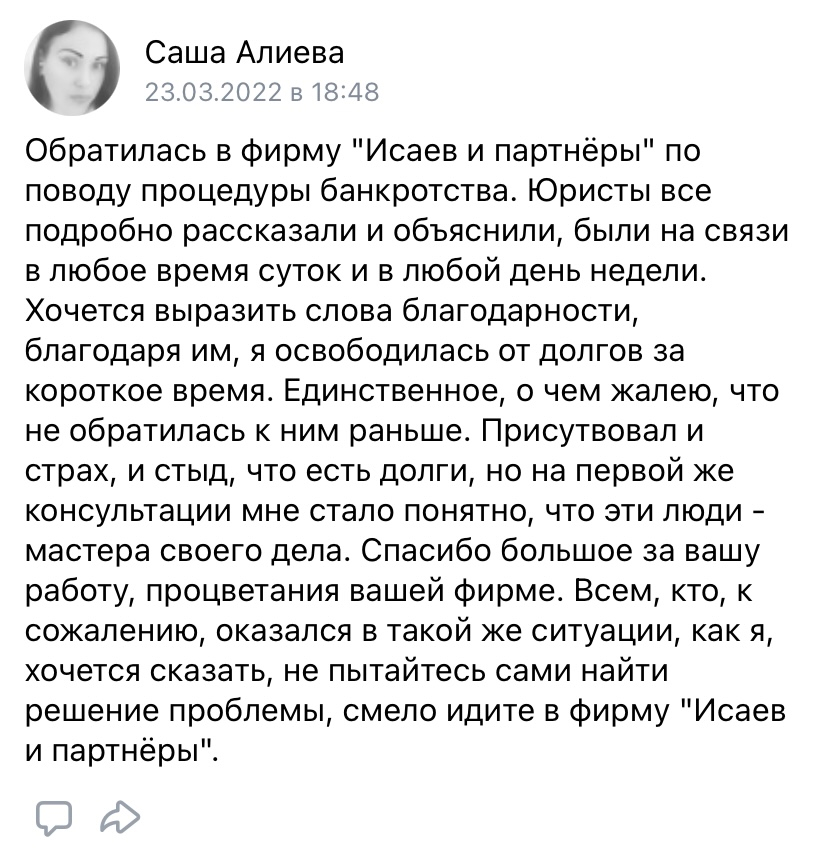 Саша Алиева
23.03.2022 в 18:48
Обратилась в фирму "Исаев и партнёры" по
поводу процедуры банкротства. Юристы все
подробно рассказали и объяснили, были на связи
в любое время суток и в любой день недели.
Хочется выразить слова благодарности,
благодаря им, я освободилась от долгов за
короткое время. Единственное, о чем жалею, что
не обратилась к ним раньше. Присутвовал и
страх, и стыд, что есть долги, но на первой же
консультации мне стало понятно, что эти люди -
мастера своего дела. Спасибо большое за вашу
работу, процветания вашей фирме. Всем, кто, к
сожалению, оказался в такой же ситуации, как я,
хочется сказать, не пытайтесь сами найти
решение проблемы, смело идите в фирму "Исаев
и партнёры".